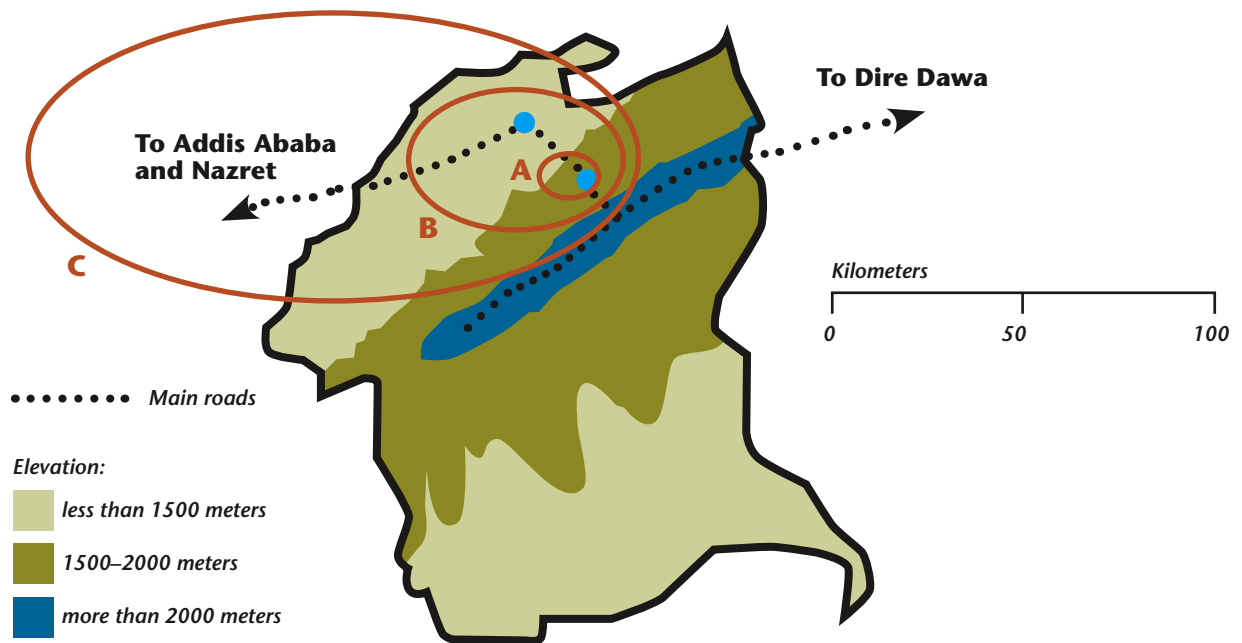 To Dire Dawa
To Addis Ababa
and Nazret
A
B
C
Kilometers
0 50 100
Main roads
Elevation:
less than 1500 meters
1500–2000 meters
more than 2000 meters